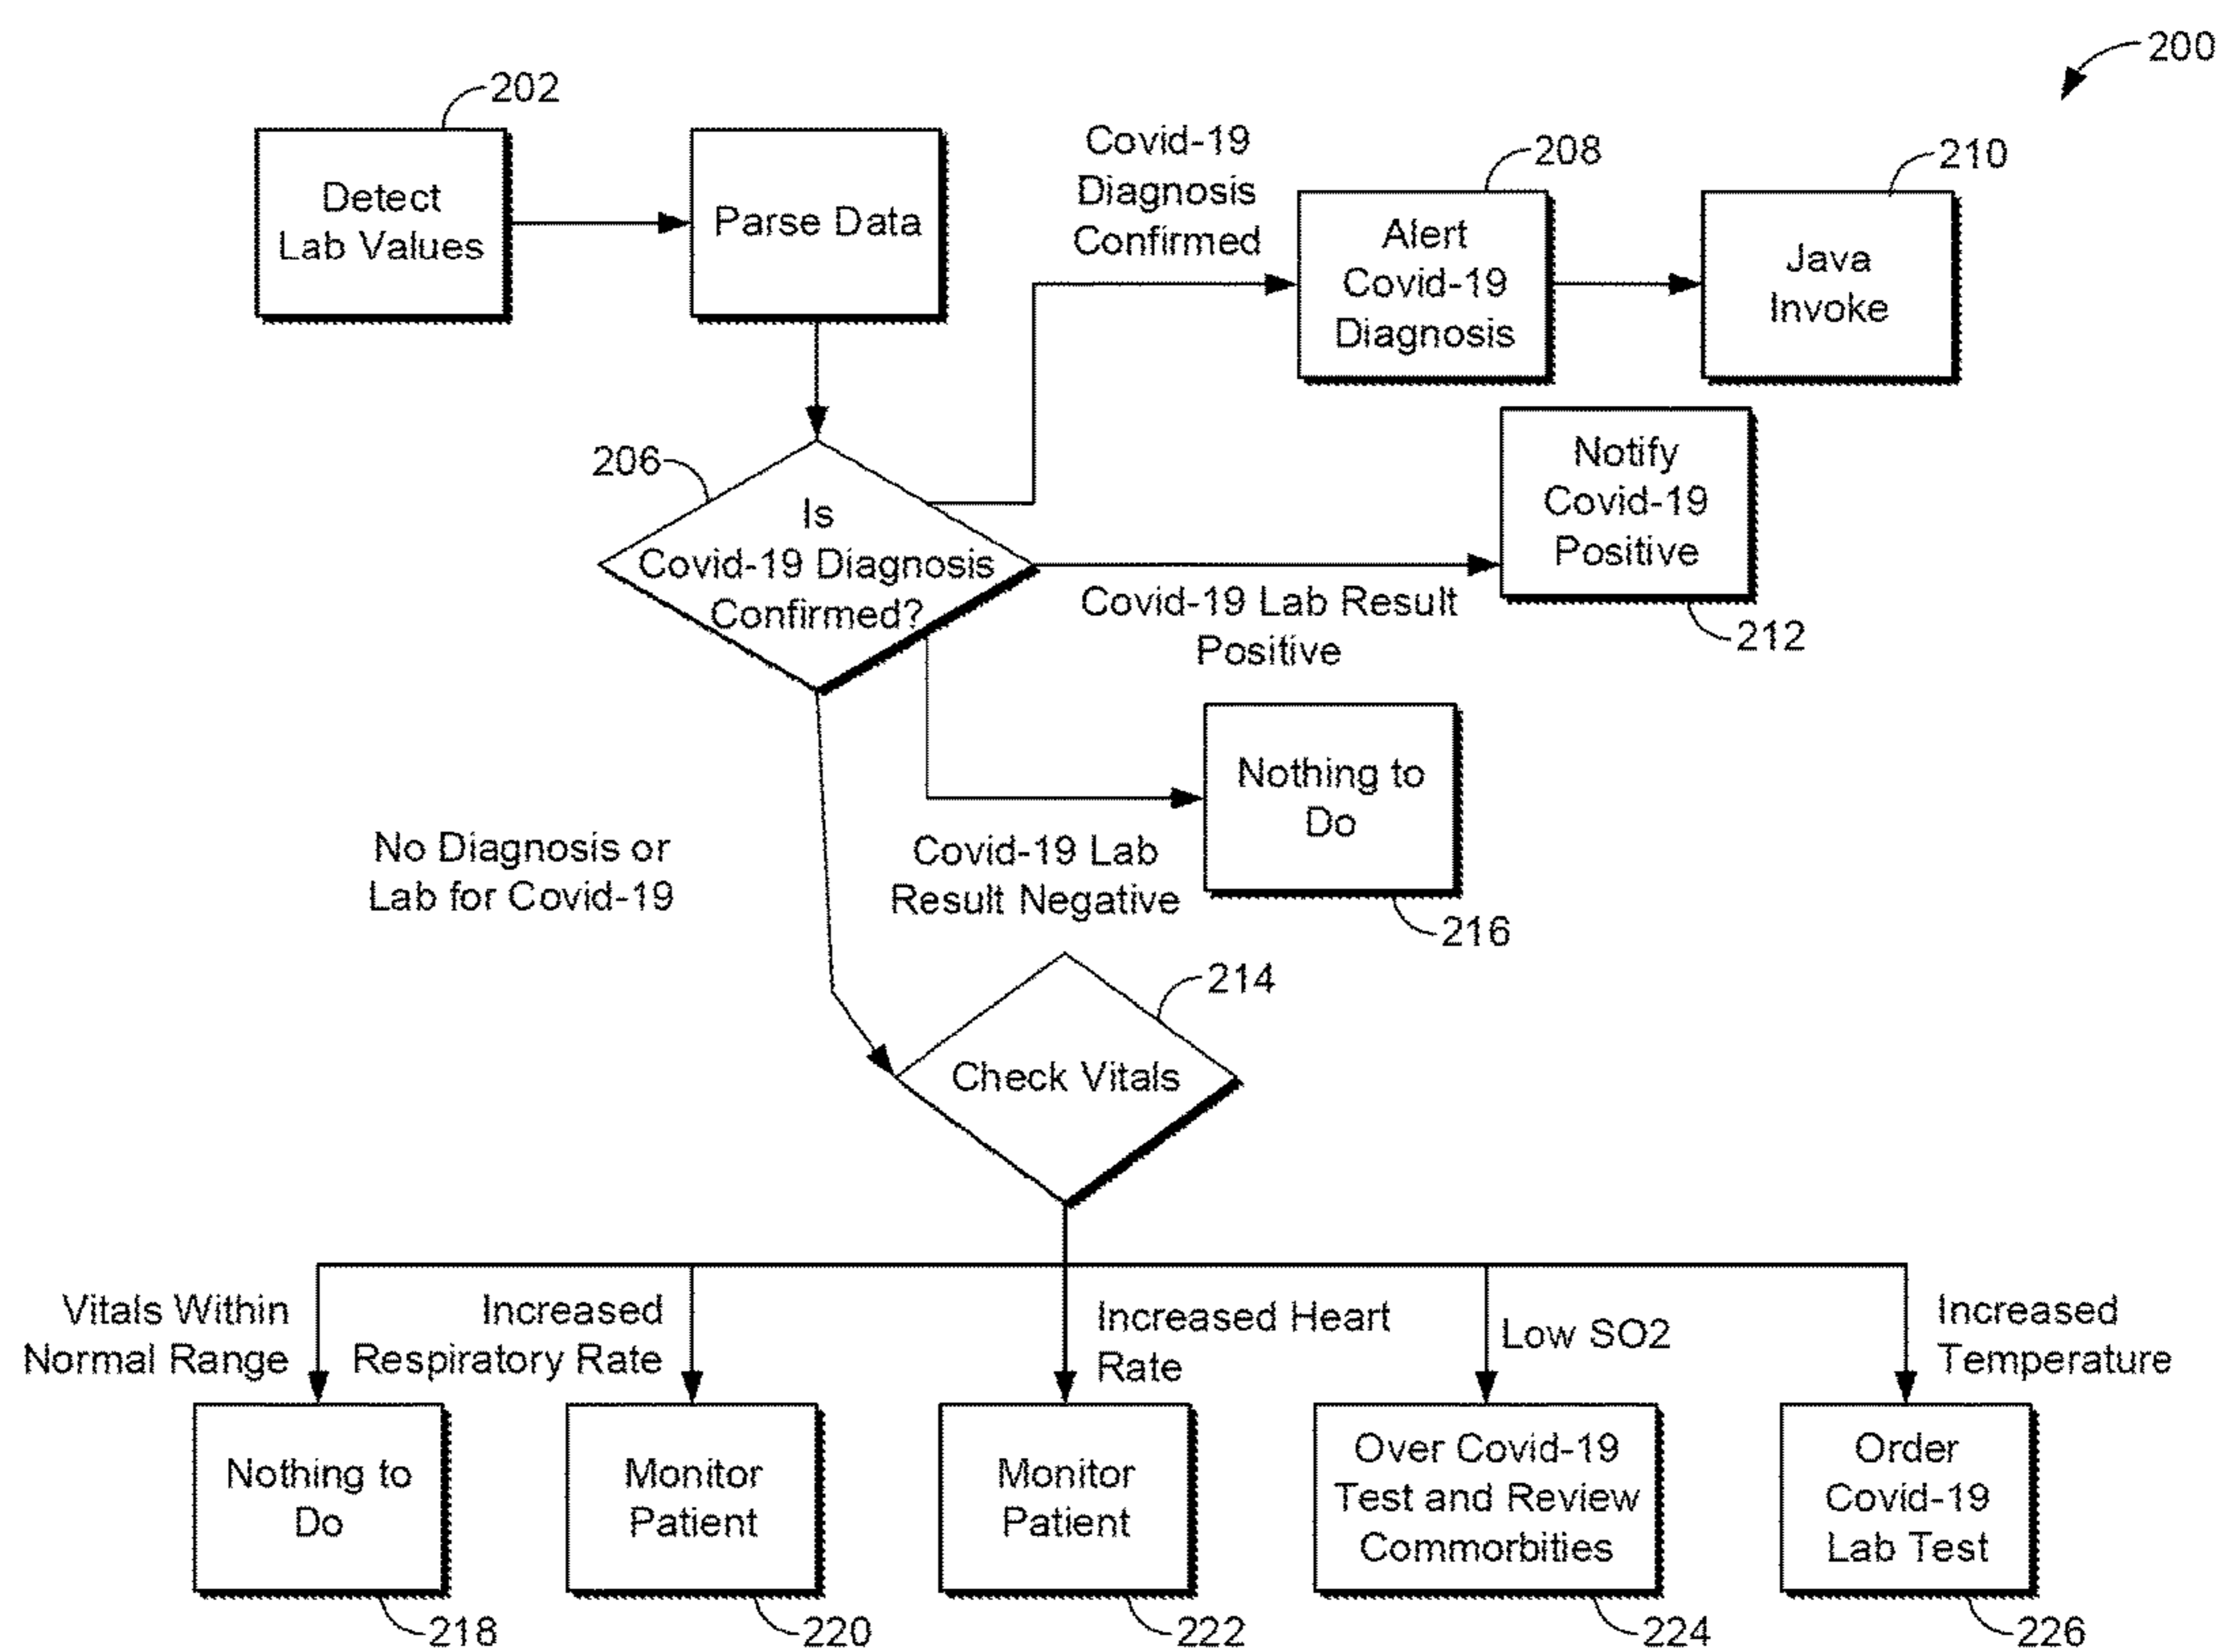 200
202
Detect
Lab Values
Parse Data
Covid-19
Diagnosis
Confirmed
208
Alert
Covid-19
Diagnosis
210
Java
Invoke
206
Is
Covid-19 Diagnosis
Confirmed?
Notify
Covid-19
Positive
212
Covid-19 Lab Result
Positive
Nothing to
Do
216
Covid-19 Lab
Result Negative
No Diagnosis or
Lab for Covid-19
214
Check Vitals
Vitals Within
Normal Range
Increased
Respiratory Rate
Increased Heart
Rate
Low SO2
Increased
Temperature
Nothing to
Do
218
Monitor
Patient
220
Monitor
Patient
222
Over Covid-19
Test and Review
Commorbities
224
Order
Covid-19
Lab Test
226